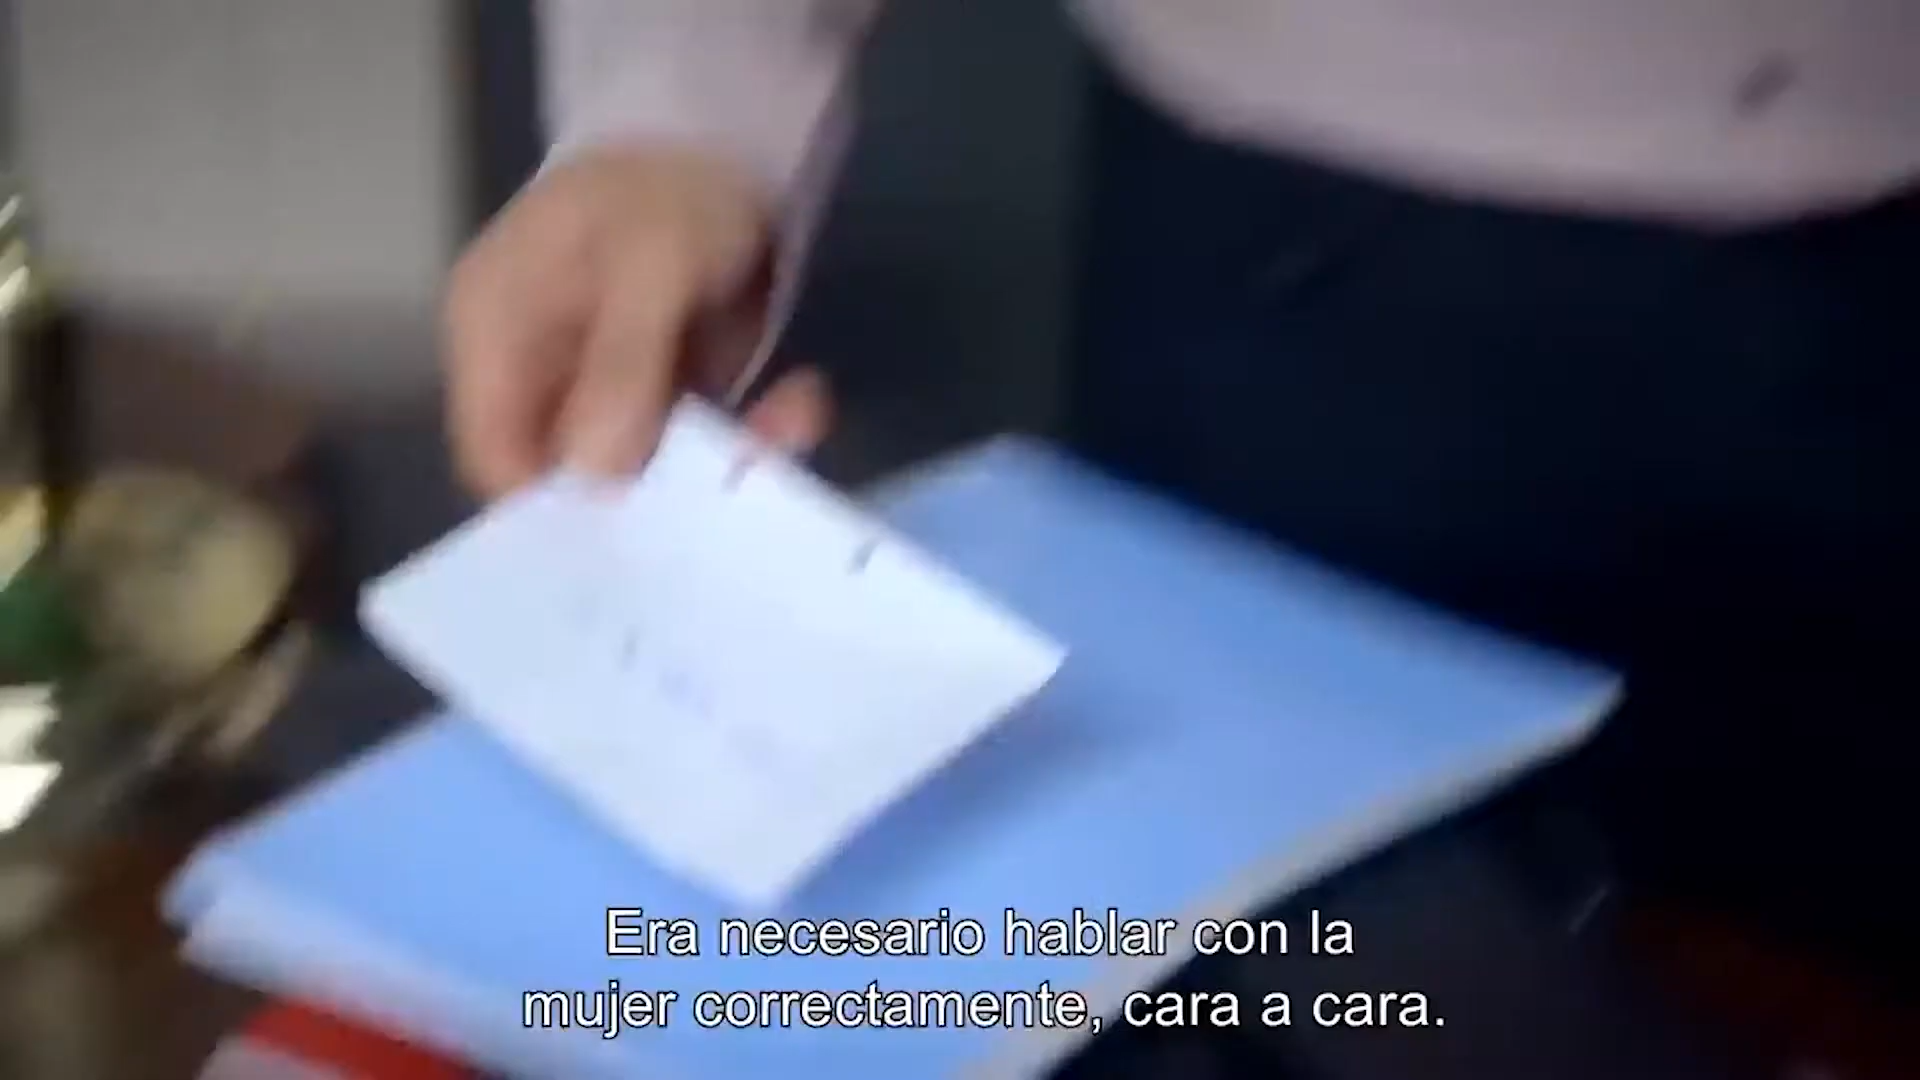 Era necesario hablar con la
mujer correctamente, cara a cara.